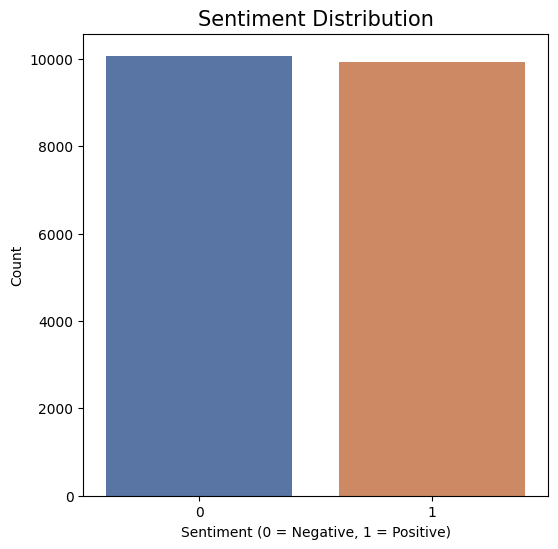 Sentiment Distribution
10000
8000
6000
4000
2000
0
Count
0 1
Sentiment (0 = Negative, 1 = Positive)